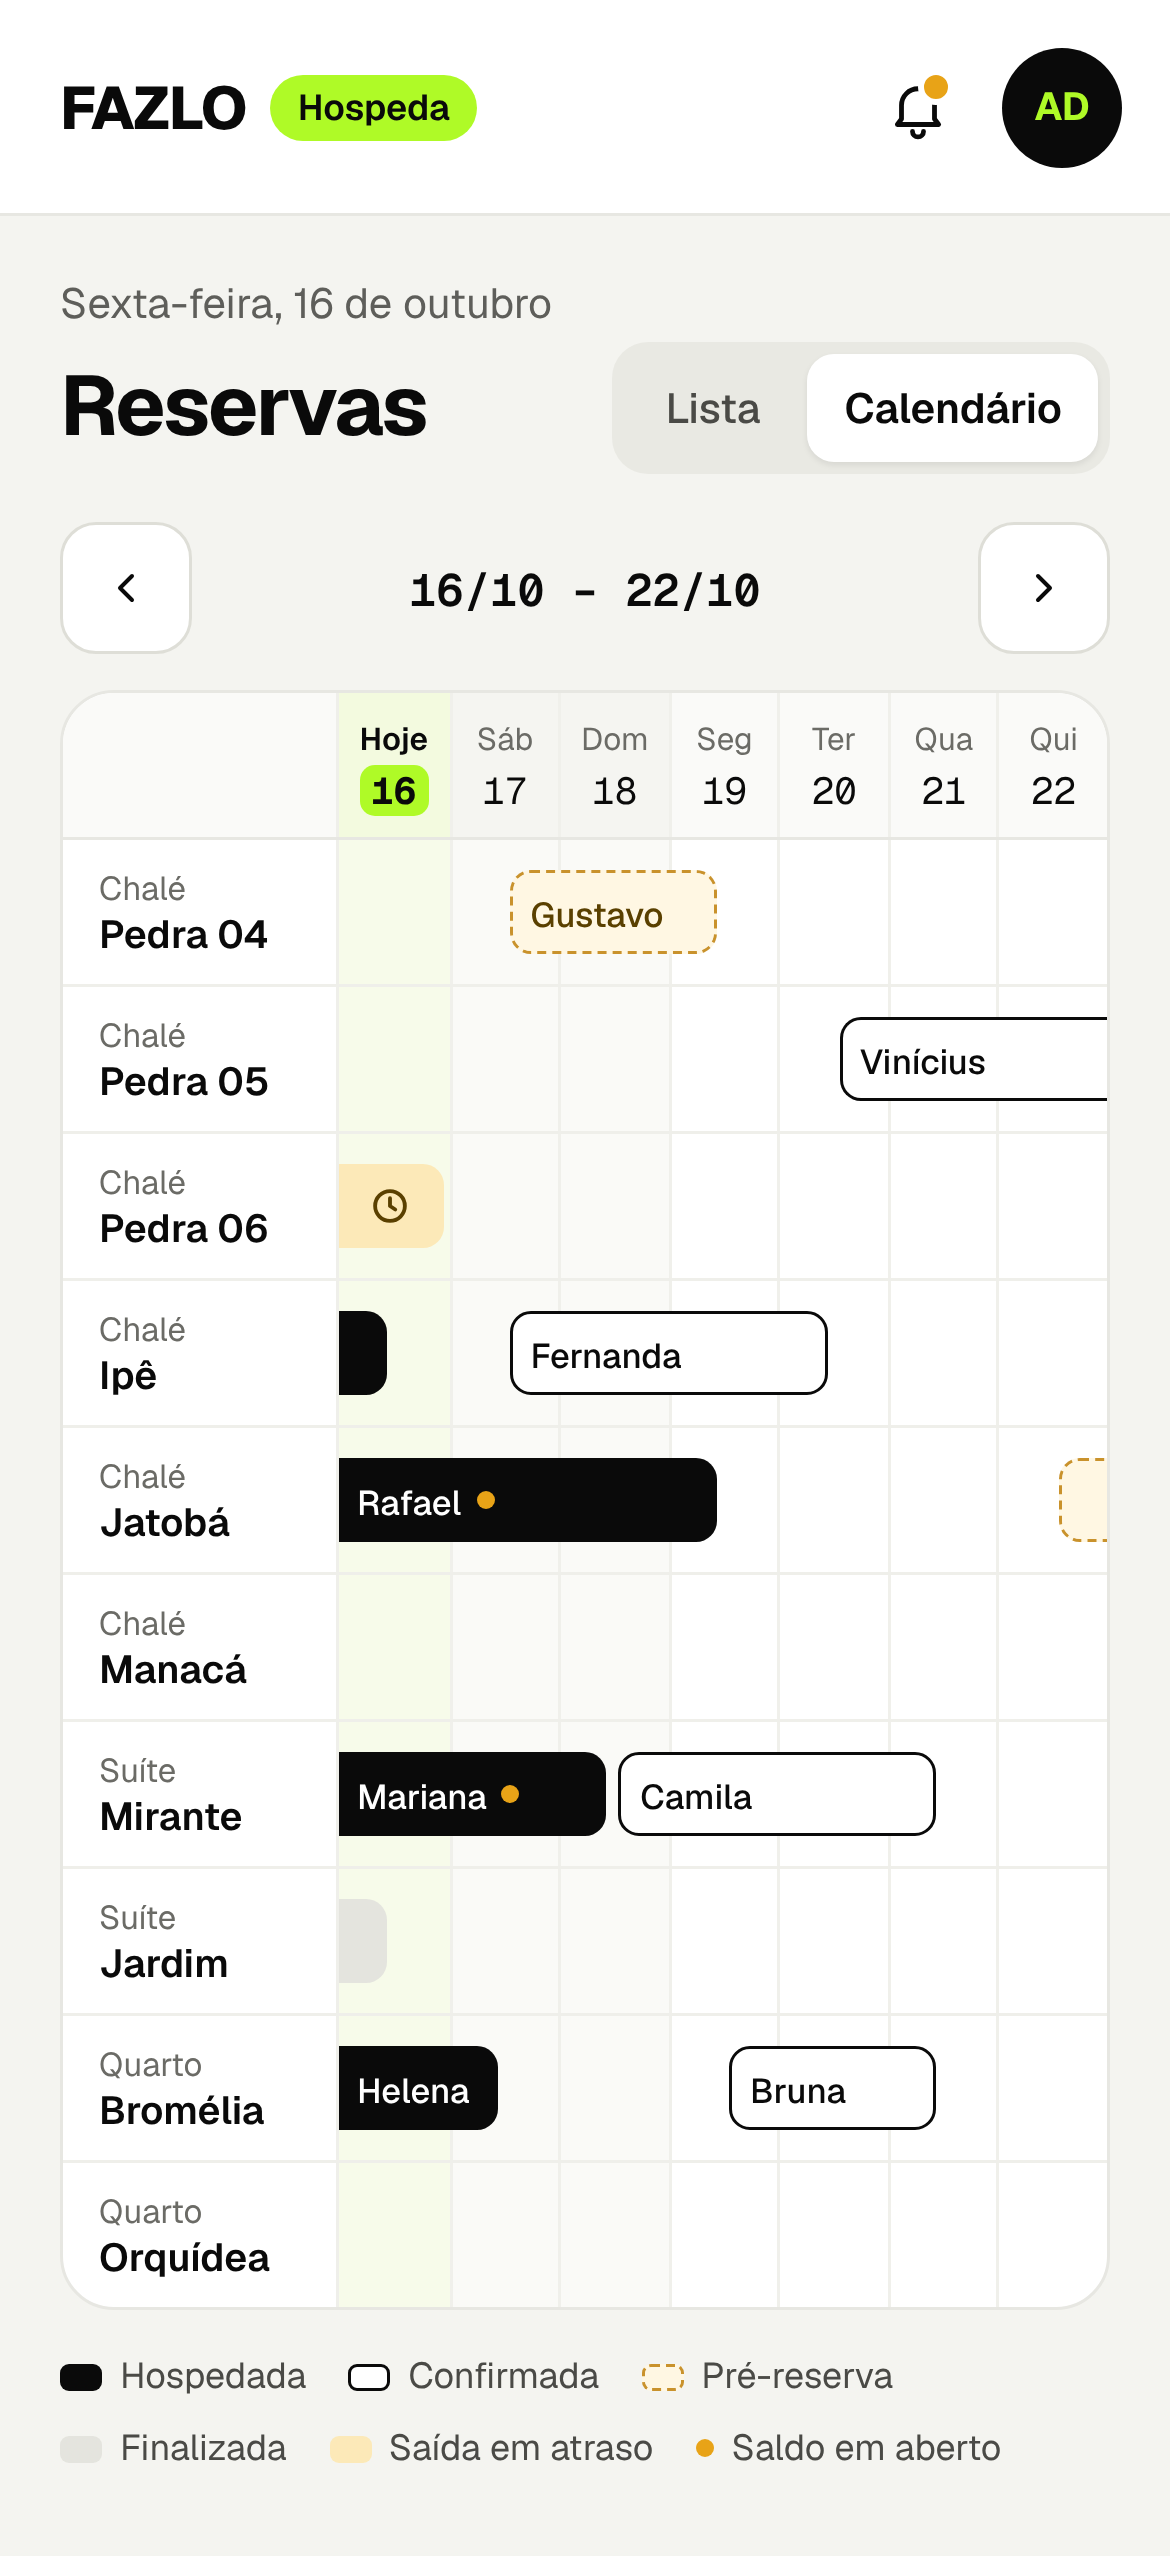 FAZLO Hospeda AD
Sexta-feira, 16 de outubro
Reservas Lista Calendário
16/10 – 22/10
Hoje Sáb Dom Seg Ter Qua Qui
16 17 18 19 20 21 22
Chalé
Pedra 04 Gustavo
Chalé
Pedra 05 Vinícius
Chalé
Pedra 06
Chalé
Ipê Fernanda
Chalé
Jatobá Rafael
Chalé
Manacá
Suíte
Mirante Mariana Camila
Suíte
Jardim
Quarto
Bromélia Helena Bruna
Quarto
Orquídea
Hospedada Confirmada Pré-reserva
Finalizada Saída em atraso Saldo em aberto